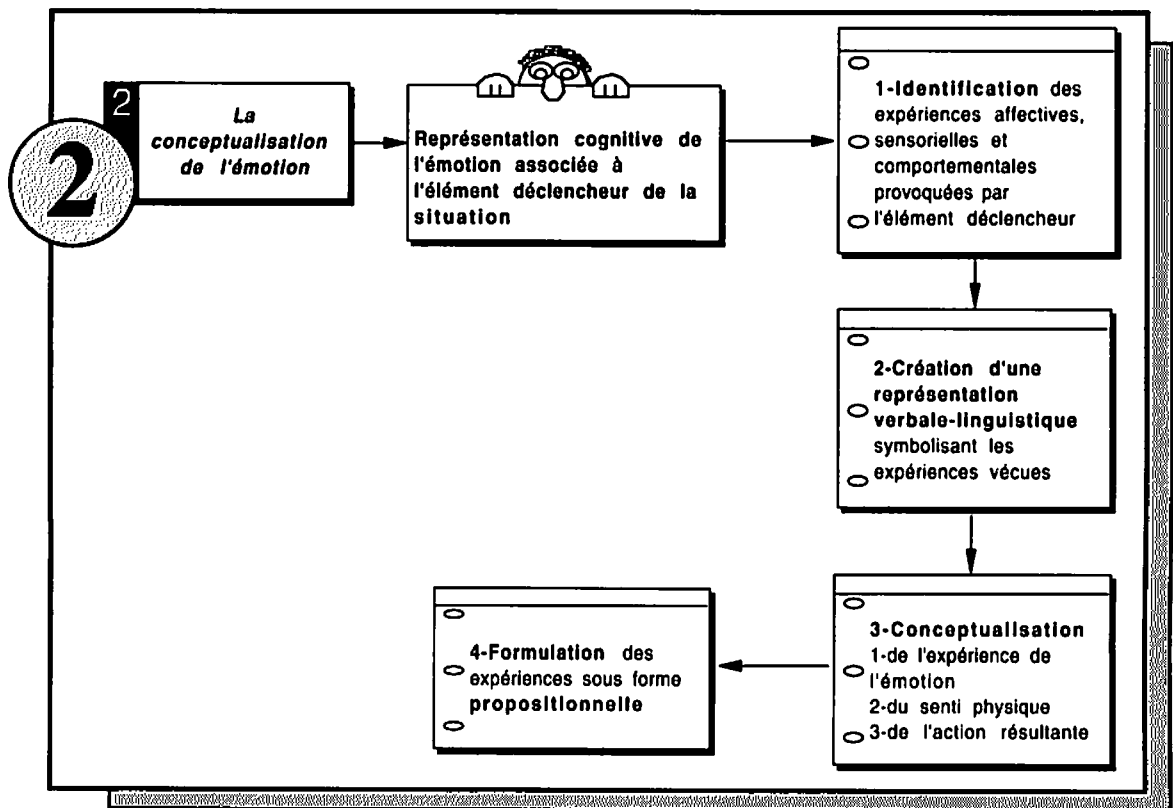 2
2
La
conceptualisation
de l'émotion
Représentation cognitive de
l'émotion associée à
l'élément déclencheur de la
situation
1-Identification des
expériences affectives,
sensorielles et
comportementales
provoquées par
l'élément déclencheur
2-Création d'une
représentation
verbale-linguistique
symbolisant les
expériences vécues
3-Conceptualisation
1-de l'expérience de
l'émotion
2-du senti physique
3-de l'action résultante
4-Formulation des
expériences sous forme
propositionnelle